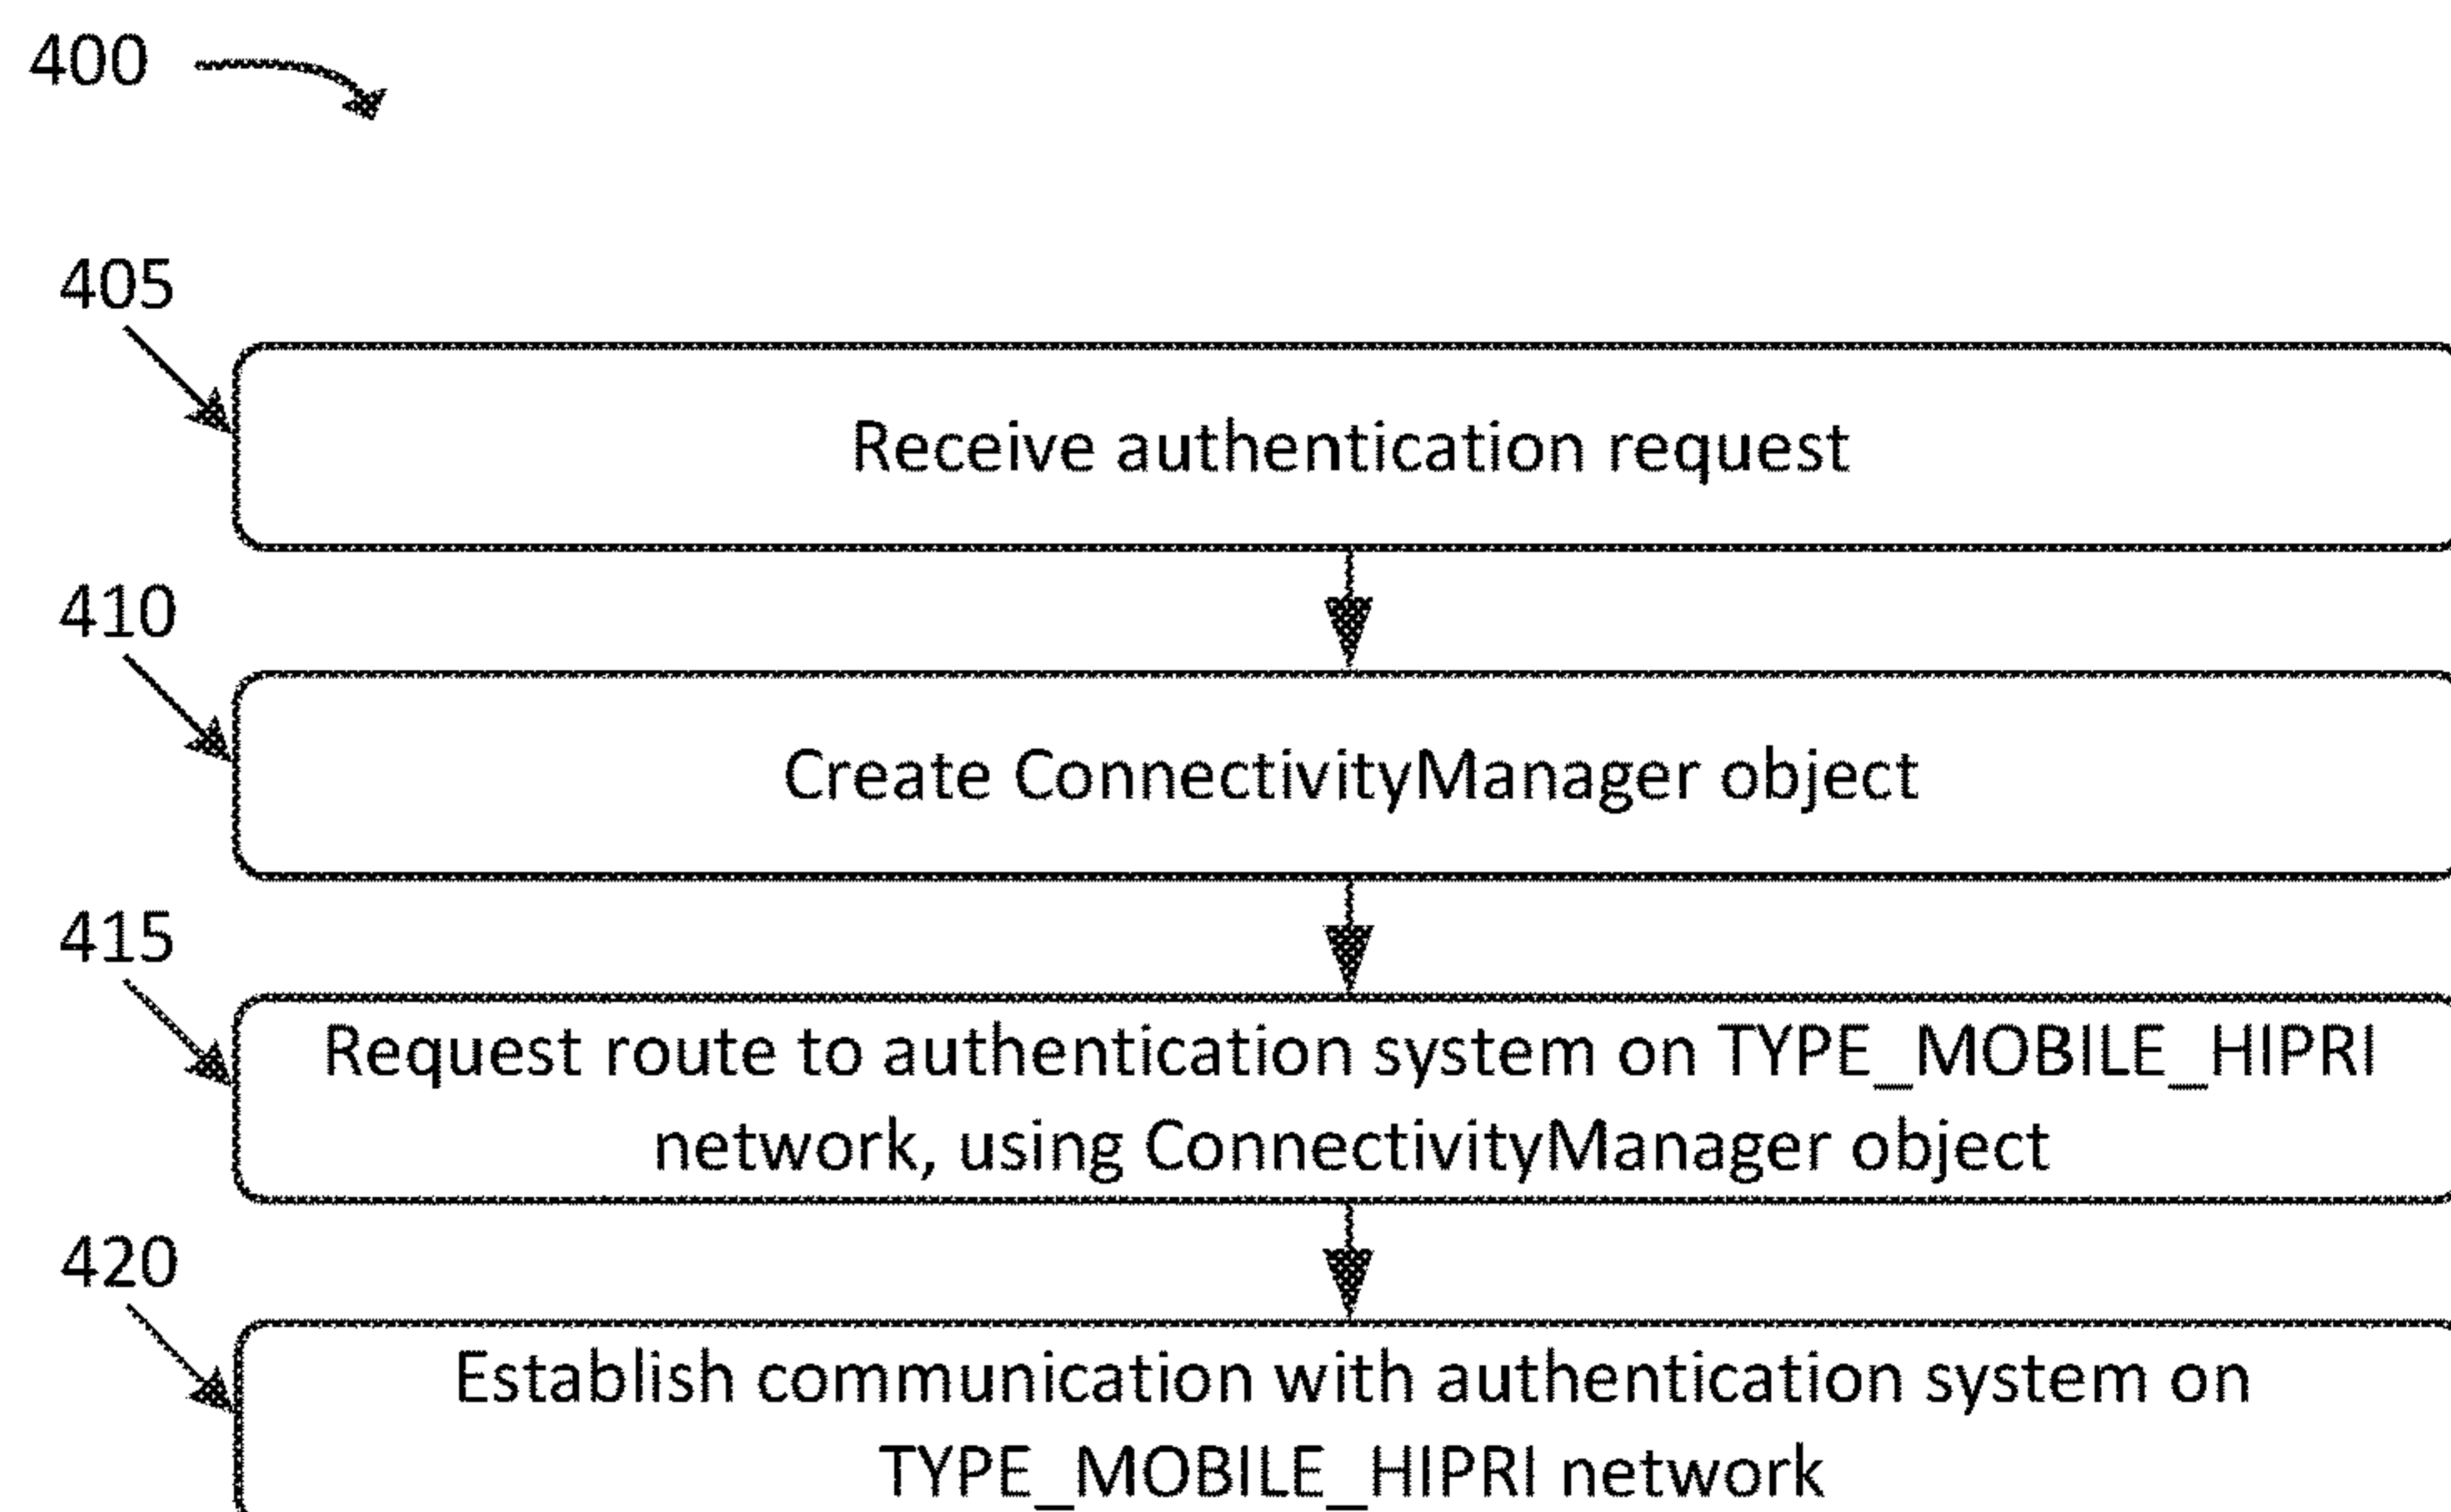 400
405
Receive authentication request
410
Create ConnectivityManager object
415
Request route to authentication system on TYPE_MOBILE_HIPRI
network, using ConnectivityManager object
420
Establish communication with authentication system on
TYPE_MOBILE_HIPRI network